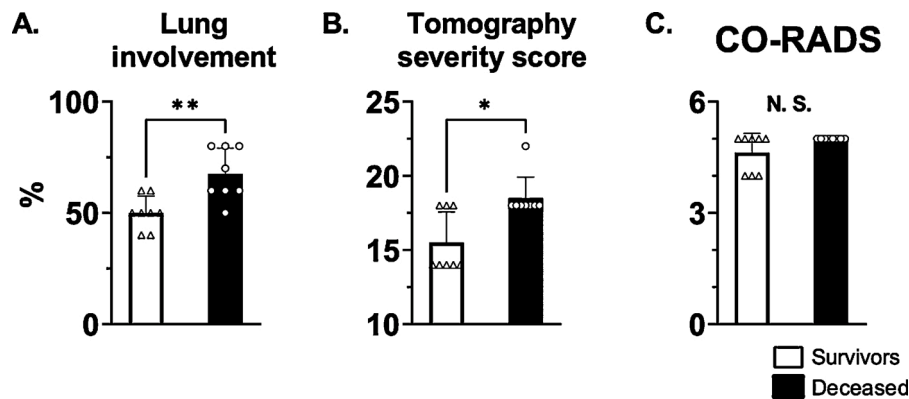 A.
Lung
involvement
B.
Tomography
severity score
C.
CO-RADS
**
*
N. S.
100
50
0
%
25
20
15
10
6
3
0
Survivors
Deceased